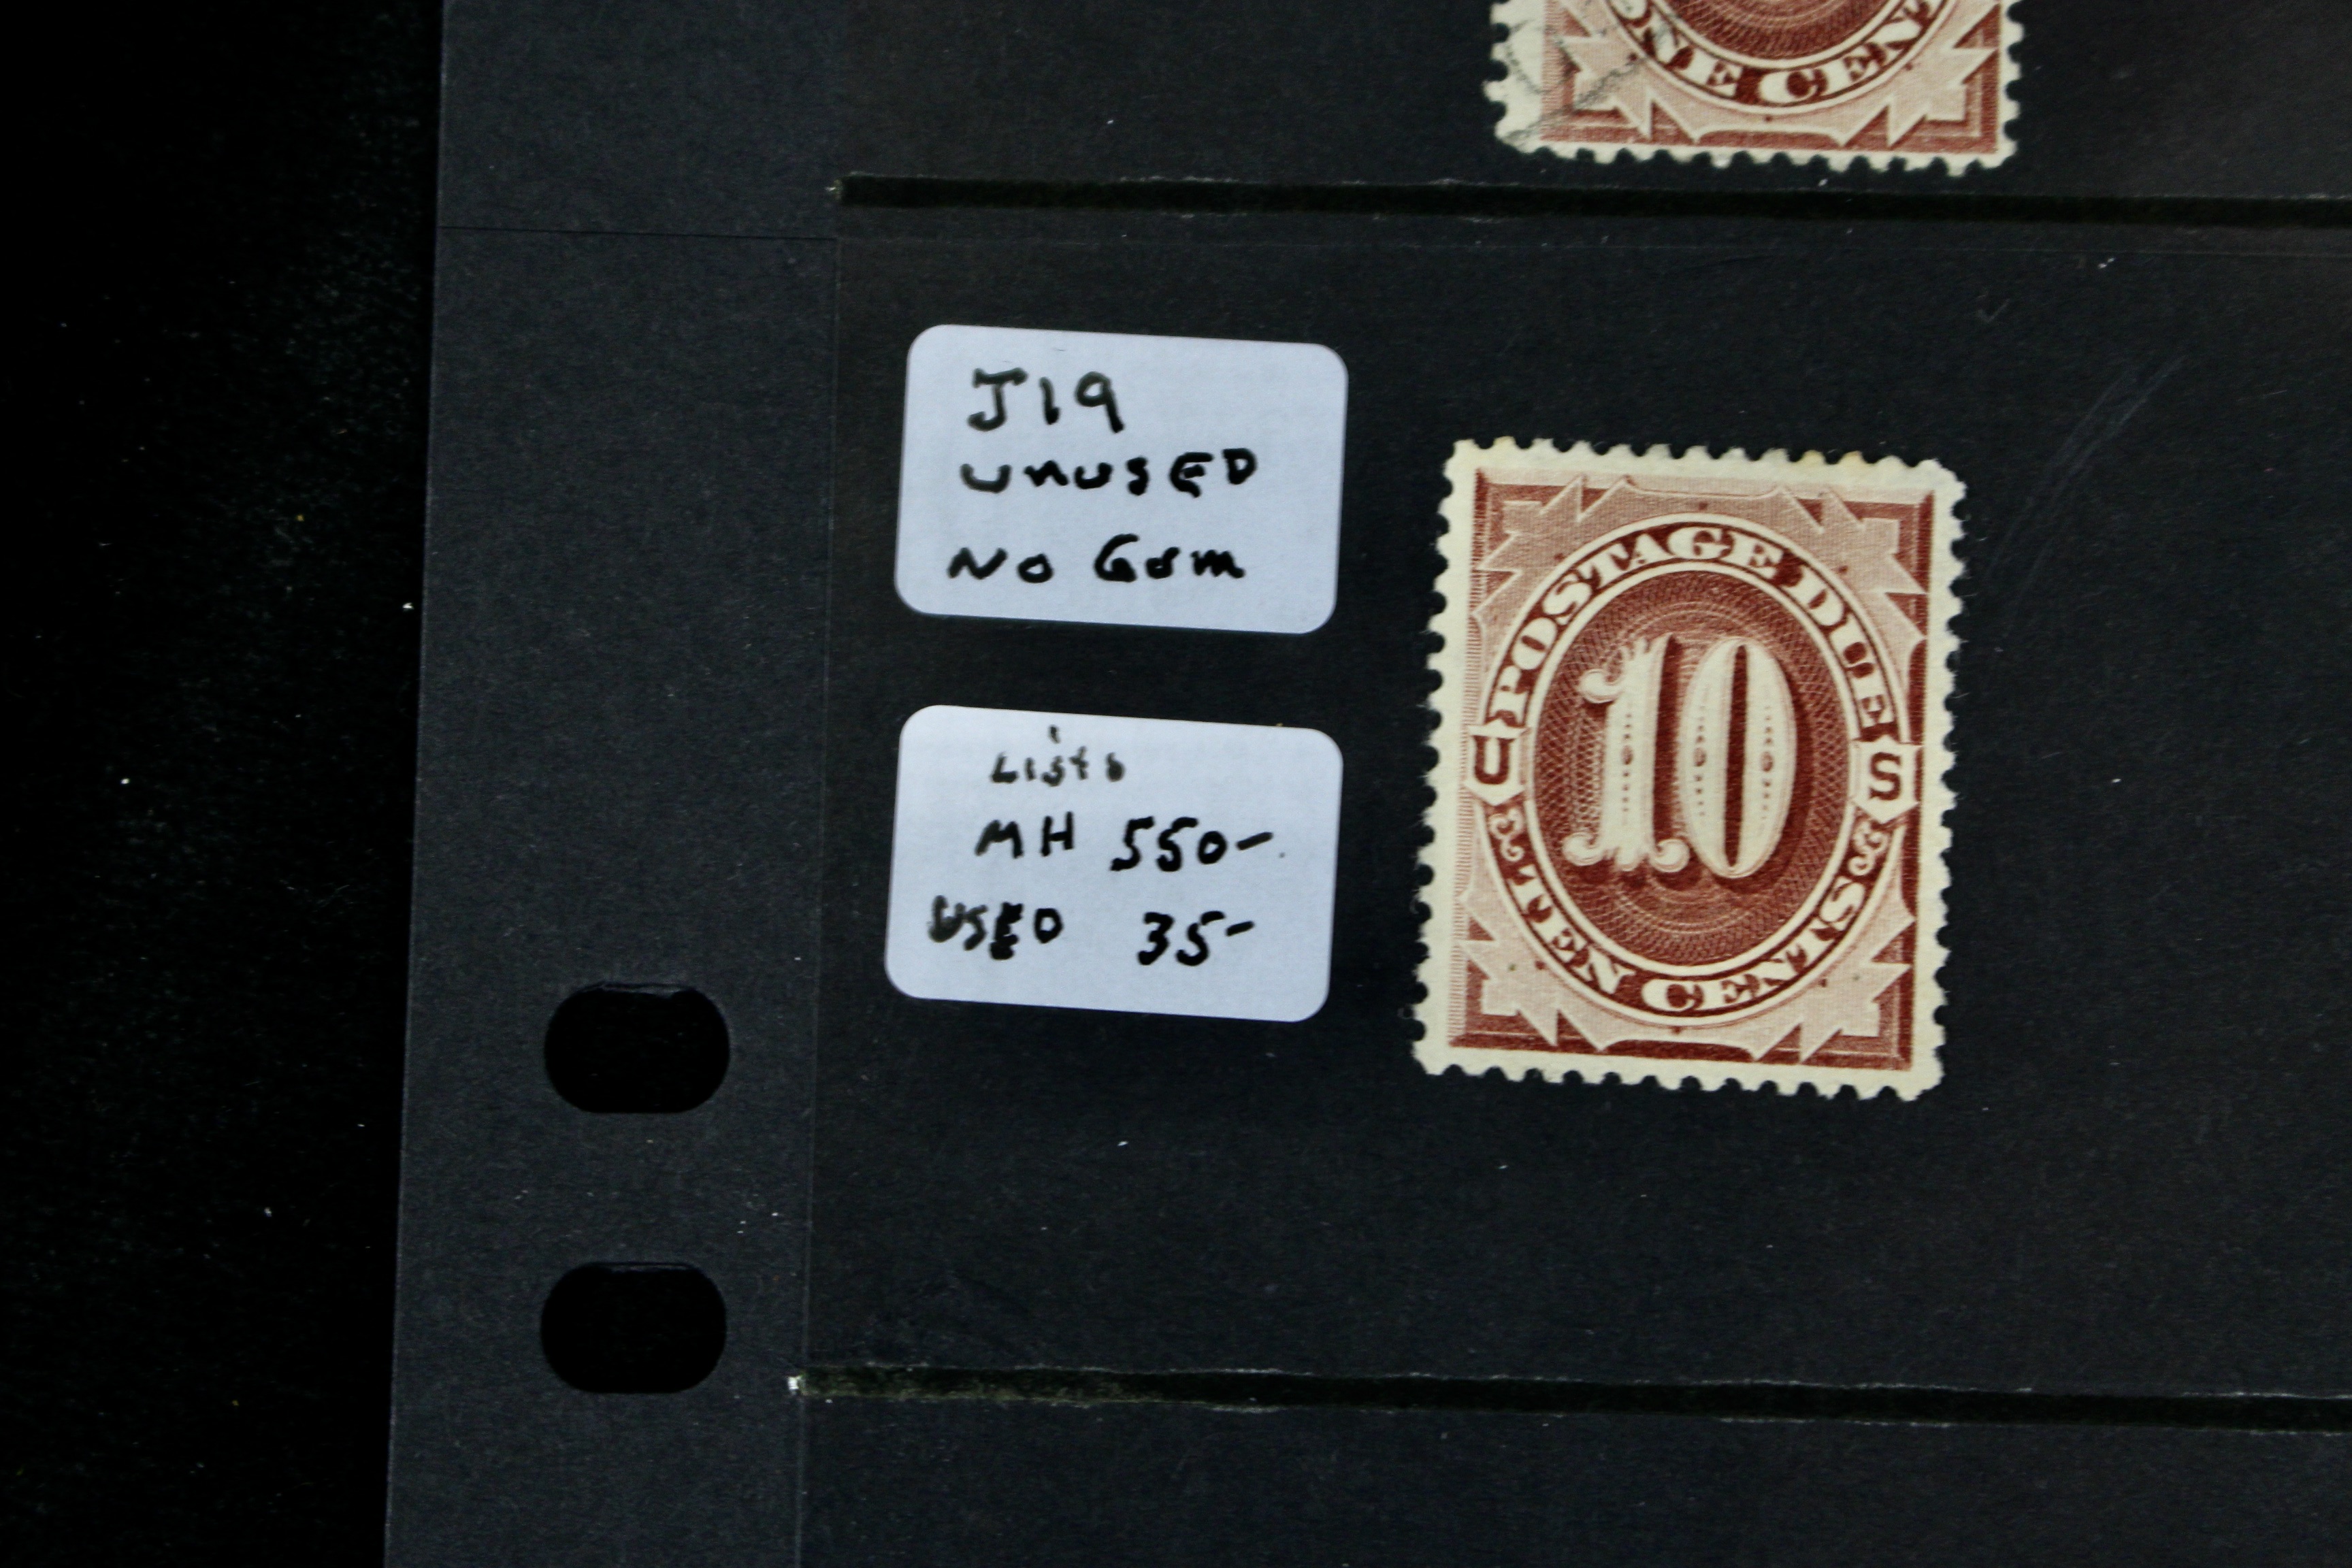 ONE CENT
J19
UNUSED
NO GUM
Lists
MH 550-
USED 35-
POSTAGE DUE
U 10 S
TEN CENTS